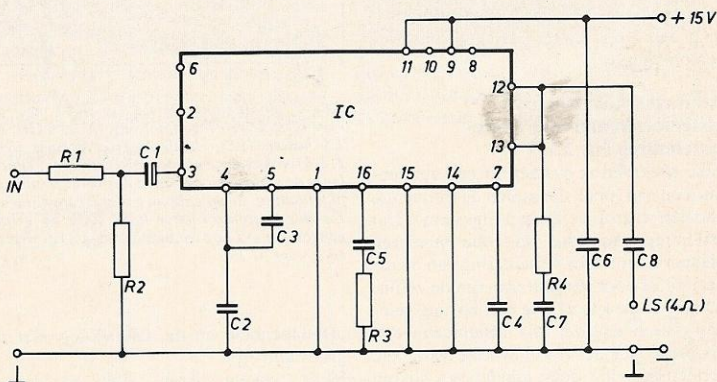 + 15V
11 10 9 8
6
12
2
IC
13
IN
R1
C1
3
4 5 1 16 15 14 7
R2
C3
C5
C2
R3
C4
R4
C7
C6
C8
LS (4Ω)
+
−